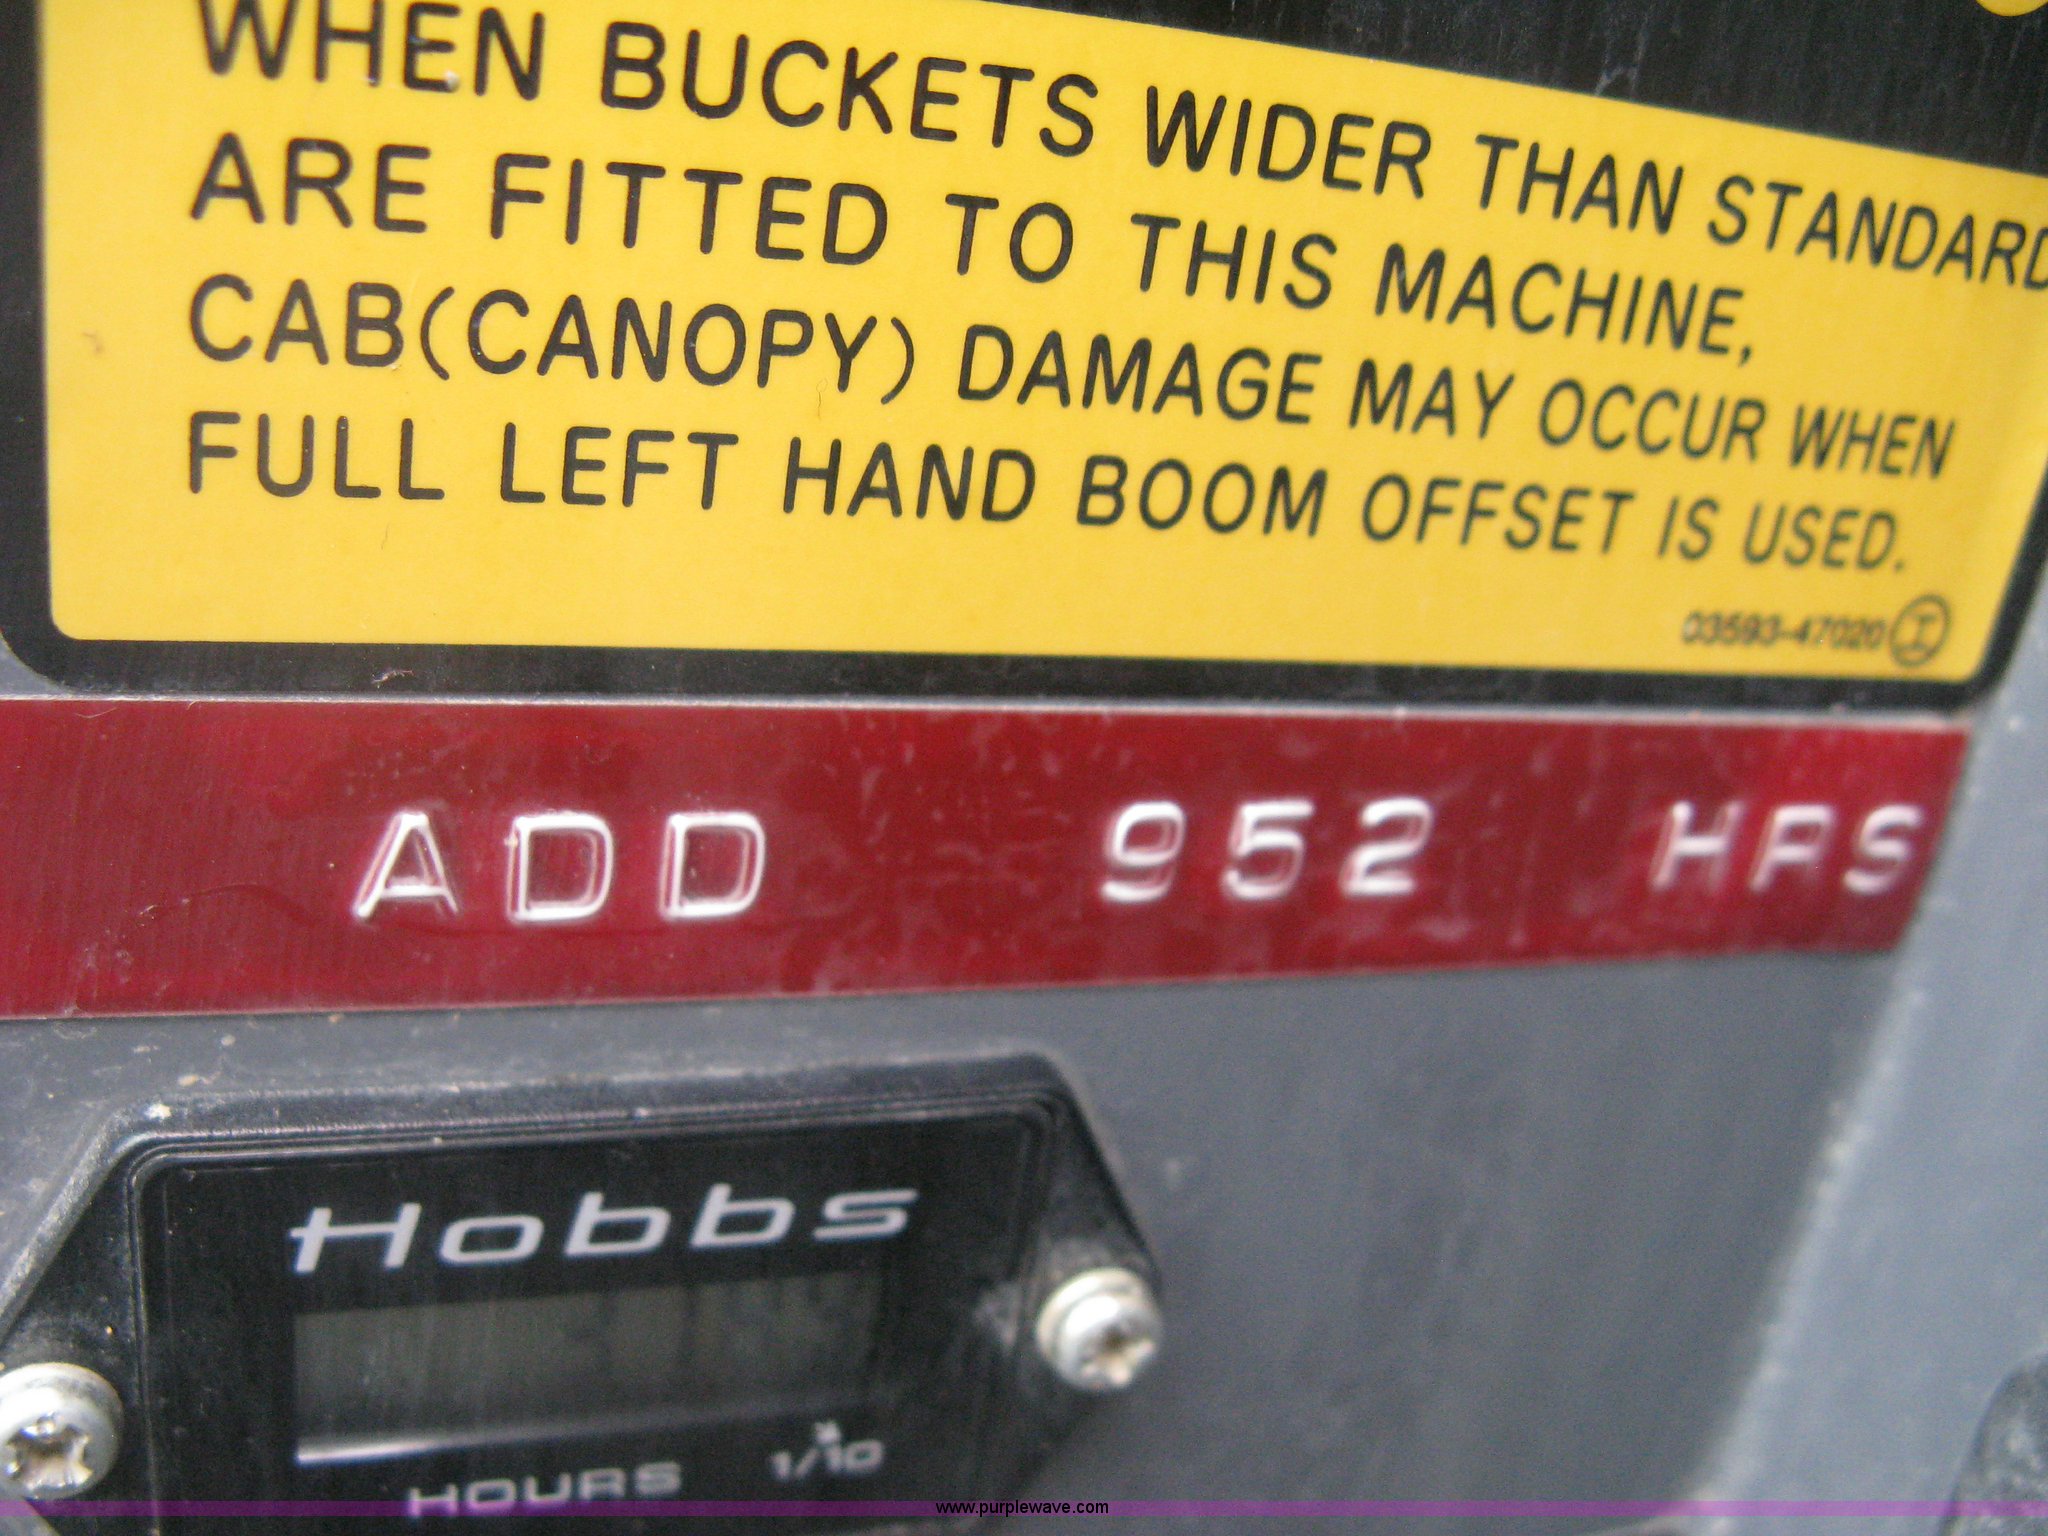 WHEN BUCKETS WIDER THAN STANDARD
ARE FITTED TO THIS MACHINE,
CAB(CANOPY) DAMAGE MAY OCCUR WHEN
FULL LEFT HAND BOOM OFFSET IS USED.
03593-47020 I
ADD 952 HRS
Hobbs
HOURS 1/10
www.purplewave.com